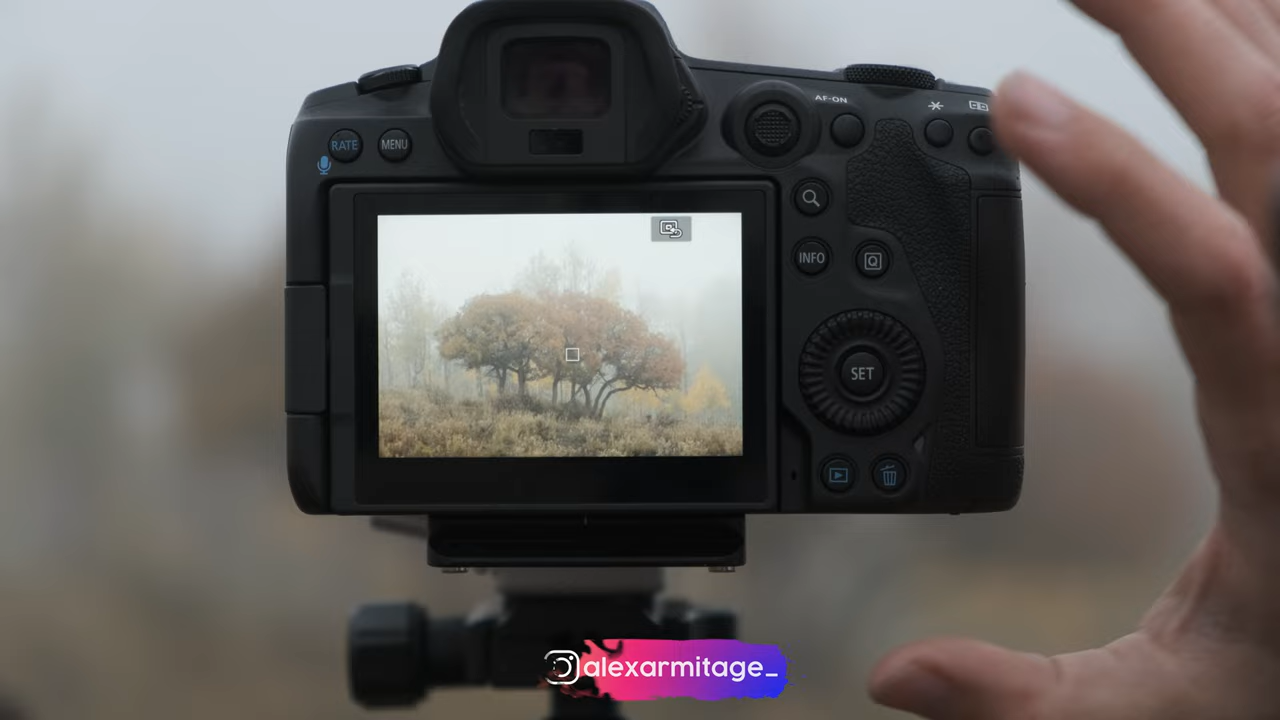 AF-ON
RATE
MENU
INFO
Q
SET
alexarmitage_